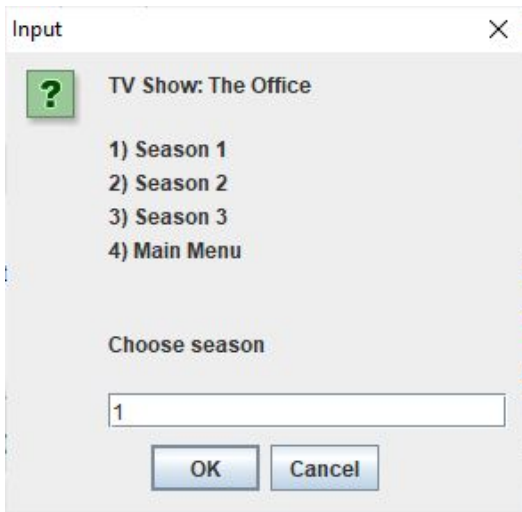 Input
TV Show: The Office
1) Season 1
2) Season 2
3) Season 3
4) Main Menu
Choose season
1
OK Cancel